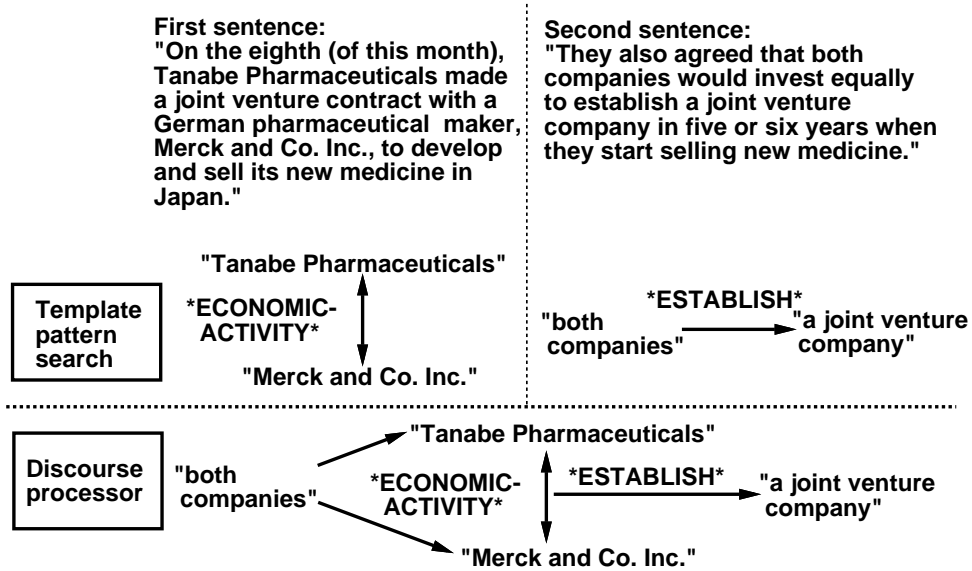 First sentence:
"On the eighth (of this month),
Tanabe Pharmaceuticals made
a joint venture contract with a
German pharmaceutical maker,
Merck and Co. Inc., to develop
and sell its new medicine in
Japan."
Second sentence:
"They also agreed that both
companies would invest equally
to establish a joint venture
company in five or six years when
they start selling new medicine."
Template
pattern
search
"Tanabe Pharmaceuticals"
*ECONOMIC-
ACTIVITY*
"Merck and Co. Inc."
"both
companies"
*ESTABLISH*
"a joint venture
company"
Discourse
processor
"both
companies"
"Tanabe Pharmaceuticals"
*ECONOMIC-
ACTIVITY*
"Merck and Co. Inc."
*ESTABLISH*
"a joint venture
company"